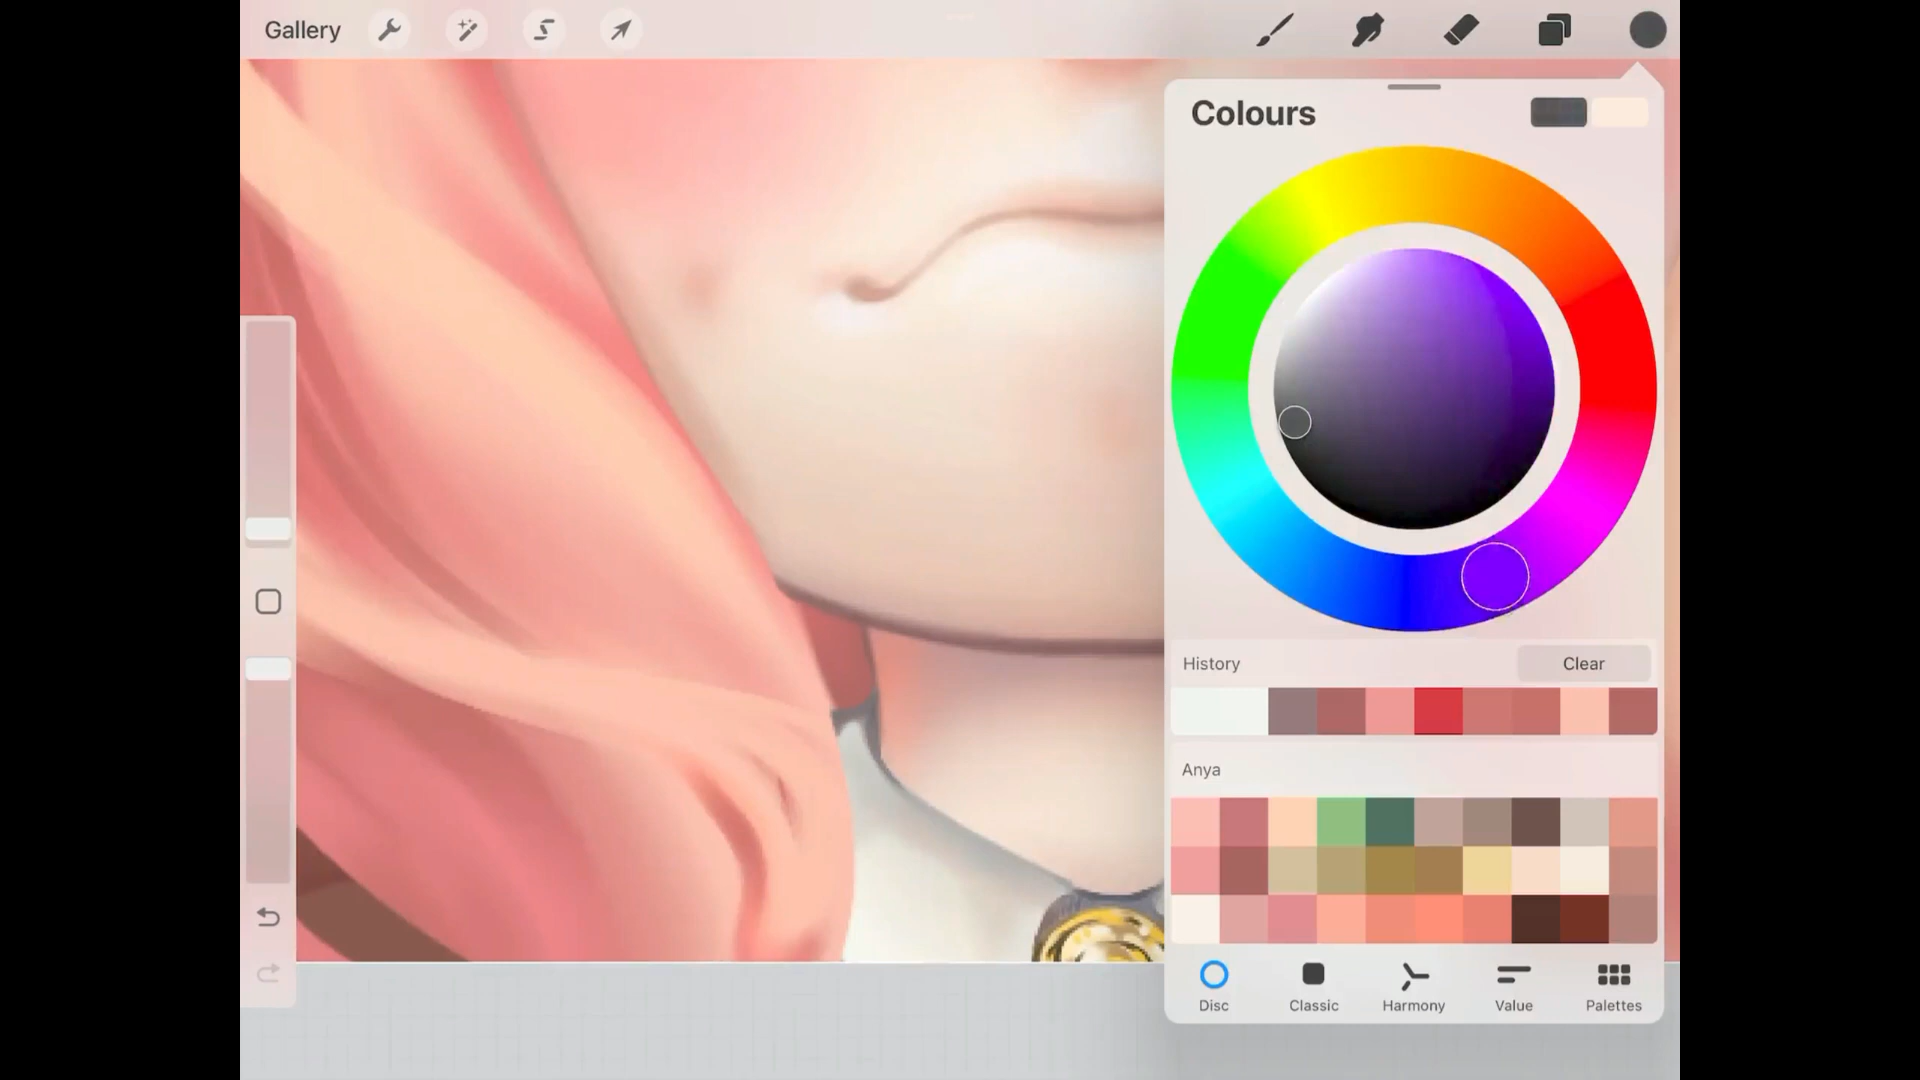 Gallery
Colours
History
Clear
Anya
Disc
Classic
Harmony
Value
Palettes